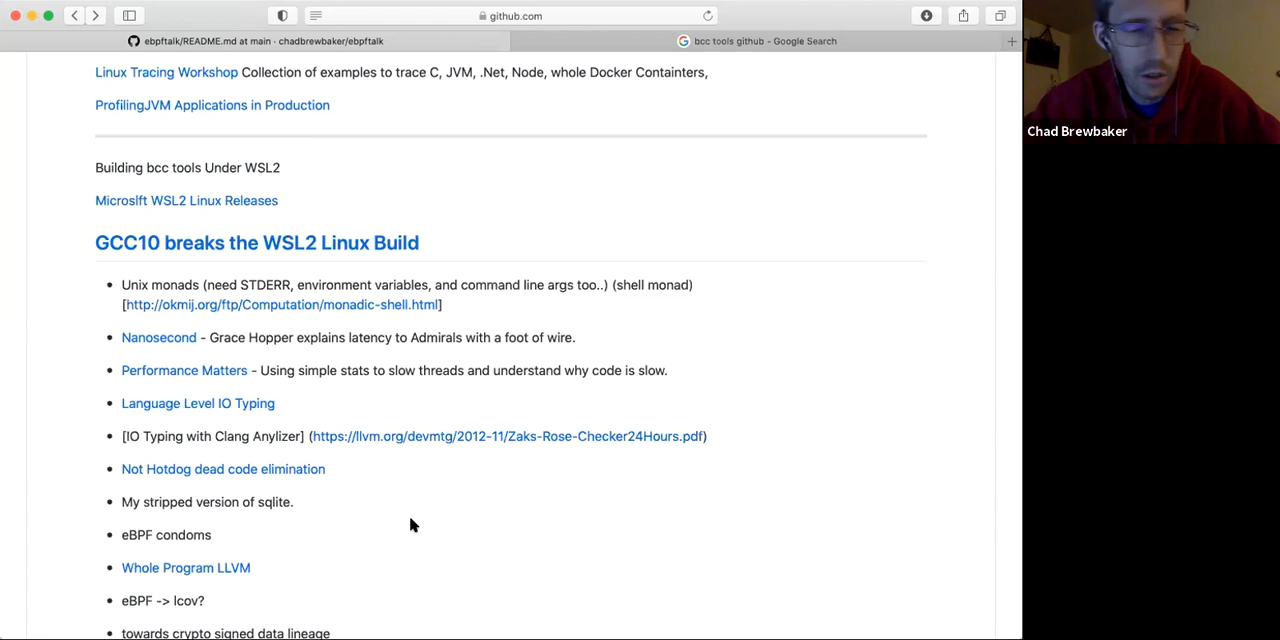 github.com
ebpftalk/README.md at main · chadbrewbaker/ebpftalk
bcc tools github - Google Search
Linux Tracing Workshop Collection of examples to trace C, JVM, .Net, Node, whole Docker Containters,
ProfilingJVM Applications in Production
Building bcc tools Under WSL2
Microslft WSL2 Linux Releases
GCC10 breaks the WSL2 Linux Build
• Unix monads (need STDERR, environment variables, and command line args too..) (shell monad)
[http://okmij.org/ftp/Computation/monadic-shell.html]
• Nanosecond - Grace Hopper explains latency to Admirals with a foot of wire.
• Performance Matters - Using simple stats to slow threads and understand why code is slow.
• Language Level IO Typing
• [IO Typing with Clang Anylizer] (https://llvm.org/devmtg/2012-11/Zaks-Rose-Checker24Hours.pdf)
• Not Hotdog dead code elimination
• My stripped version of sqlite.
• eBPF condoms
• Whole Program LLVM
• eBPF -> lcov?
• towards crypto signed data lineage
Chad Brewbaker